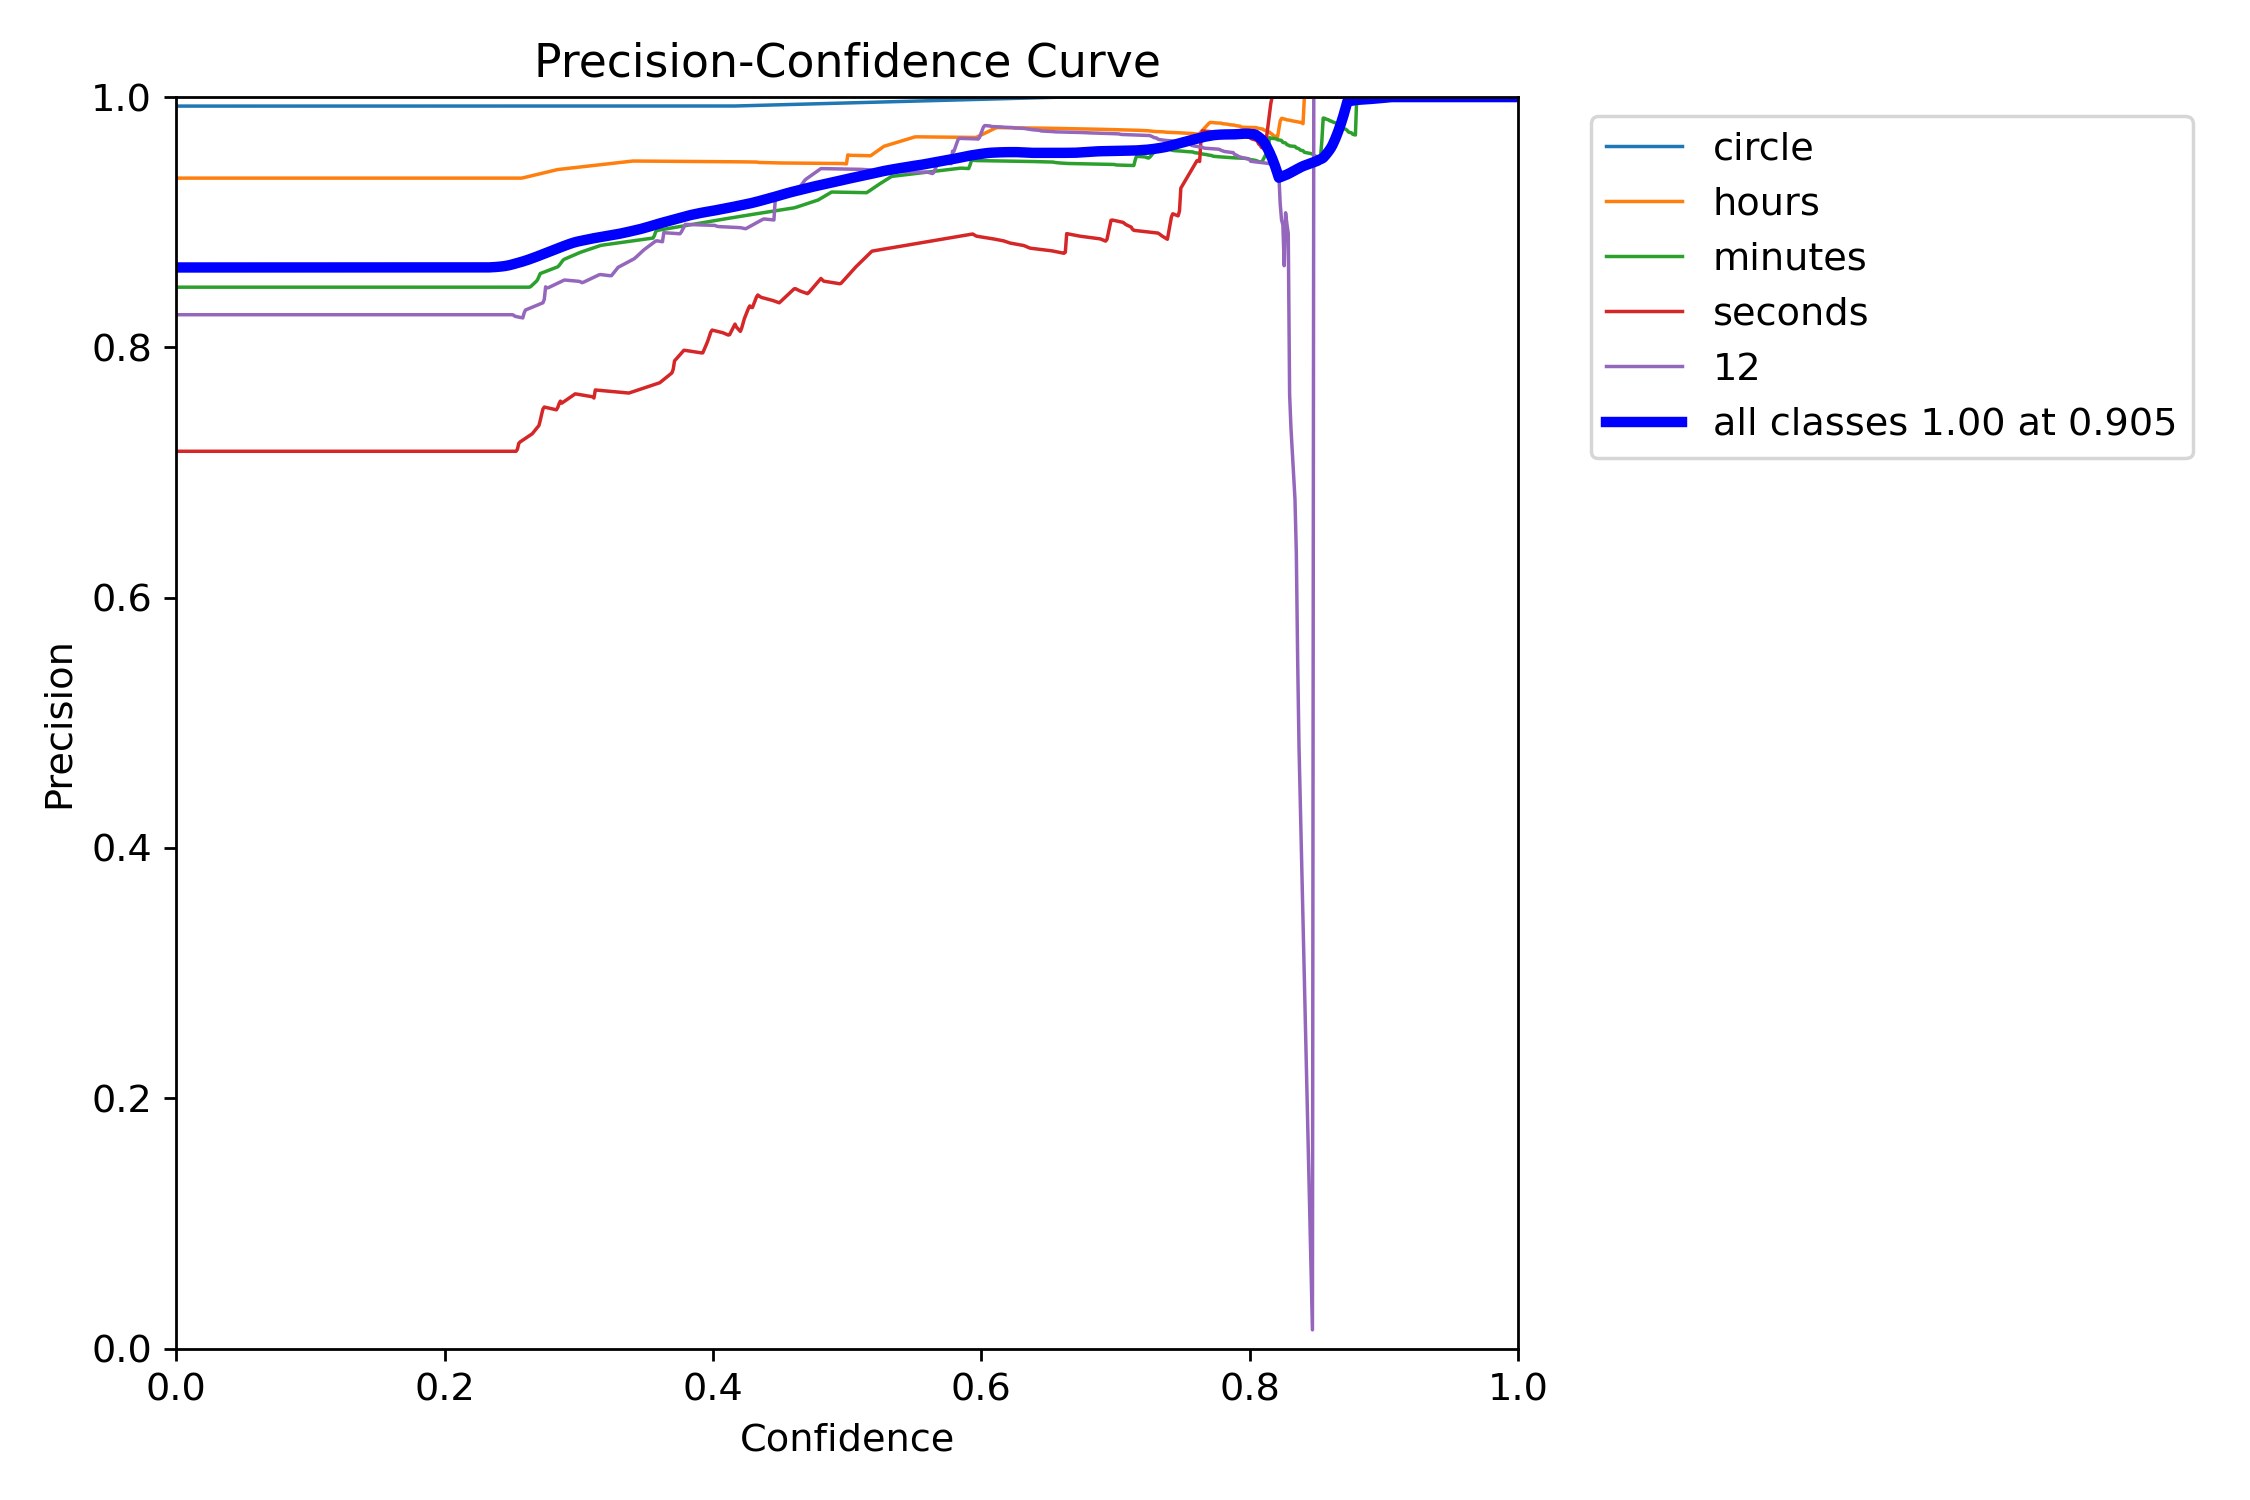 Precision-Confidence Curve
1.0
0.8
0.6
0.4
0.2
0.0
Precision
0.0 0.2 0.4 0.6 0.8 1.0
Confidence
circle
hours
minutes
seconds
12
all classes 1.00 at 0.905